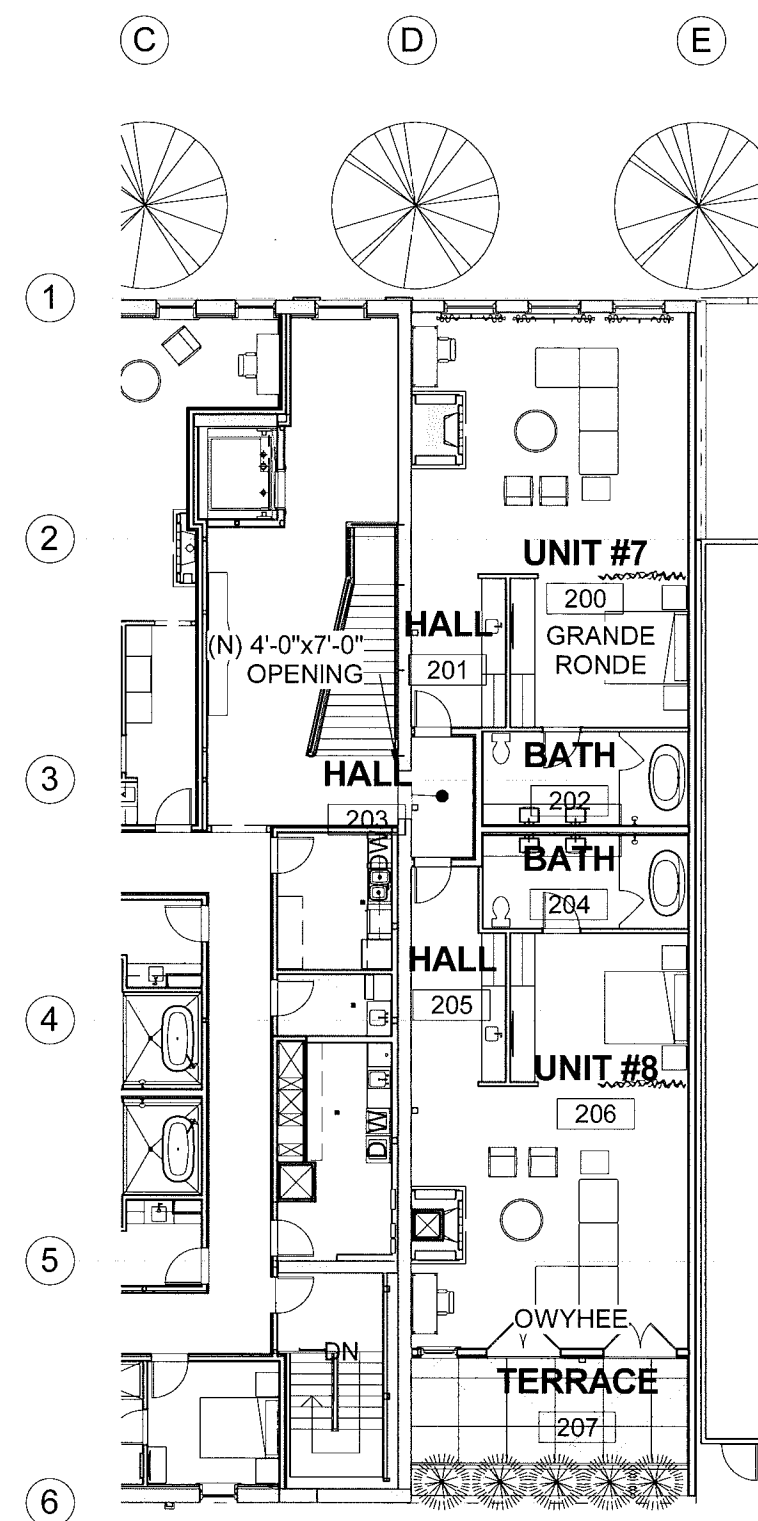 C
D
E
1
2
UNIT #7
200
HALL
(N) 4'-0"x7'-0"
OPENING
GRANDE
RONDE
201
3
HALL
BATH
203
202
DW
BATH
204
HALL
205
4
UNIT #8
206
DW
5
OWYHEE
DN
TERRACE
207
6